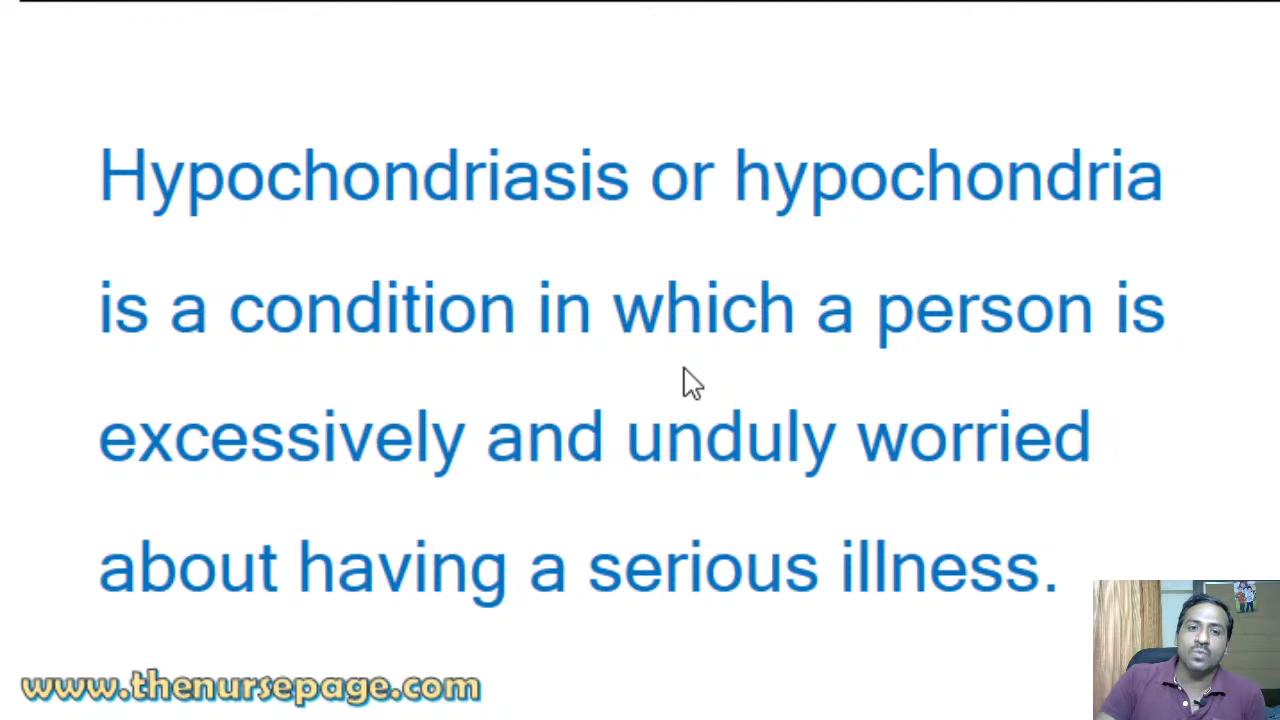 Hypochondriasis or hypochondria
is a condition in which a person is
excessively and unduly worried
about having a serious illness.
www.thenursepage.com